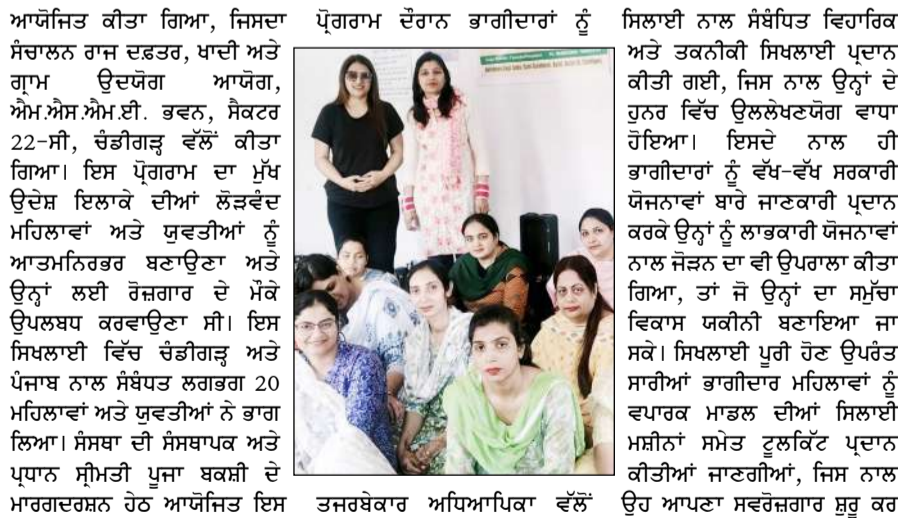 ਆਯੋਜਿਤ ਕੀਤਾ ਗਿਆ, ਜਿਸਦਾ
ਸੰਚਾਲਨ ਰਾਜ ਦਫ਼ਤਰ, ਖਾਦੀ ਅਤੇ
ਗ੍ਰਾਮ ਉਦਯੋਗ ਆਯੋਗ,
ਐਮ.ਐਸ.ਐਮ.ਈ. ਭਵਨ, ਸੈਕਟਰ
22-ਸੀ, ਚੰਡੀਗੜ੍ਹ ਵੱਲੋਂ ਕੀਤਾ
ਗਿਆ। ਇਸ ਪ੍ਰੋਗਰਾਮ ਦਾ ਮੁੱਖ
ਉਦੇਸ਼ ਇਲਾਕੇ ਦੀਆਂ ਲੋੜਵੰਦ
ਮਹਿਲਾਵਾਂ ਅਤੇ ਯੁਵਤੀਆਂ ਨੂੰ
ਆਤਮਨਿਰਭਰ ਬਣਾਉਣਾ ਅਤੇ
ਉਨ੍ਹਾਂ ਲਈ ਰੋਜ਼ਗਾਰ ਦੇ ਮੌਕੇ
ਉਪਲਬਧ ਕਰਵਾਉਣਾ ਸੀ। ਇਸ
ਸਿਖਲਾਈ ਵਿੱਚ ਚੰਡੀਗੜ੍ਹ ਅਤੇ
ਪੰਜਾਬ ਨਾਲ ਸੰਬੰਧਤ ਲਗਭਗ 20
ਮਹਿਲਾਵਾਂ ਅਤੇ ਯੁਵਤੀਆਂ ਨੇ ਭਾਗ
ਲਿਆ। ਸੰਸਥਾ ਦੀ ਸੰਸਥਾਪਕ ਅਤੇ
ਪ੍ਰਧਾਨ ਸ੍ਰੀਮਤੀ ਪੂਜਾ ਬਕਸ਼ੀ ਦੇ
ਮਾਰਗਦਰਸ਼ਨ ਹੇਠ ਆਯੋਜਿਤ ਇਸ
ਪ੍ਰੋਗਰਾਮ ਦੌਰਾਨ ਭਾਗੀਦਾਰਾਂ ਨੂੰ
ਤਜਰਬੇਕਾਰ ਅਧਿਆਪਿਕਾ ਵੱਲੋਂ
ਸਿਲਾਈ ਨਾਲ ਸੰਬੰਧਿਤ ਵਿਹਾਰਿਕ
ਅਤੇ ਤਕਨੀਕੀ ਸਿਖਲਾਈ ਪ੍ਰਦਾਨ
ਕੀਤੀ ਗਈ, ਜਿਸ ਨਾਲ ਉਨ੍ਹਾਂ ਦੇ
ਹੁਨਰ ਵਿੱਚ ਉਲਲੇਖਣਯੋਗ ਵਾਧਾ
ਹੋਇਆ। ਇਸਦੇ ਨਾਲ ਹੀ
ਭਾਗੀਦਾਰਾਂ ਨੂੰ ਵੱਖ-ਵੱਖ ਸਰਕਾਰੀ
ਯੋਜਨਾਵਾਂ ਬਾਰੇ ਜਾਣਕਾਰੀ ਪ੍ਰਦਾਨ
ਕਰਕੇ ਉਨ੍ਹਾਂ ਨੂੰ ਲਾਭਕਾਰੀ ਯੋਜਨਾਵਾਂ
ਨਾਲ ਜੋੜਨ ਦਾ ਵੀ ਉਪਰਾਲਾ ਕੀਤਾ
ਗਿਆ, ਤਾਂ ਜੋ ਉਨ੍ਹਾਂ ਦਾ ਸਮੁੱਚਾ
ਵਿਕਾਸ ਯਕੀਨੀ ਬਣਾਇਆ ਜਾ
ਸਕੇ। ਸਿਖਲਾਈ ਪੂਰੀ ਹੋਣ ਉਪਰੰਤ
ਸਾਰੀਆਂ ਭਾਗੀਦਾਰ ਮਹਿਲਾਵਾਂ ਨੂੰ
ਵਪਾਰਕ ਮਾਡਲ ਦੀਆਂ ਸਿਲਾਈ
ਮਸ਼ੀਨਾਂ ਸਮੇਤ ਟੂਲਕਿੱਟ ਪ੍ਰਦਾਨ
ਕੀਤੀਆਂ ਜਾਣਗੀਆਂ, ਜਿਸ ਨਾਲ
ਉਹ ਆਪਣਾ ਸਵਰੋਜ਼ਗਾਰ ਸ਼ੁਰੂ ਕਰ